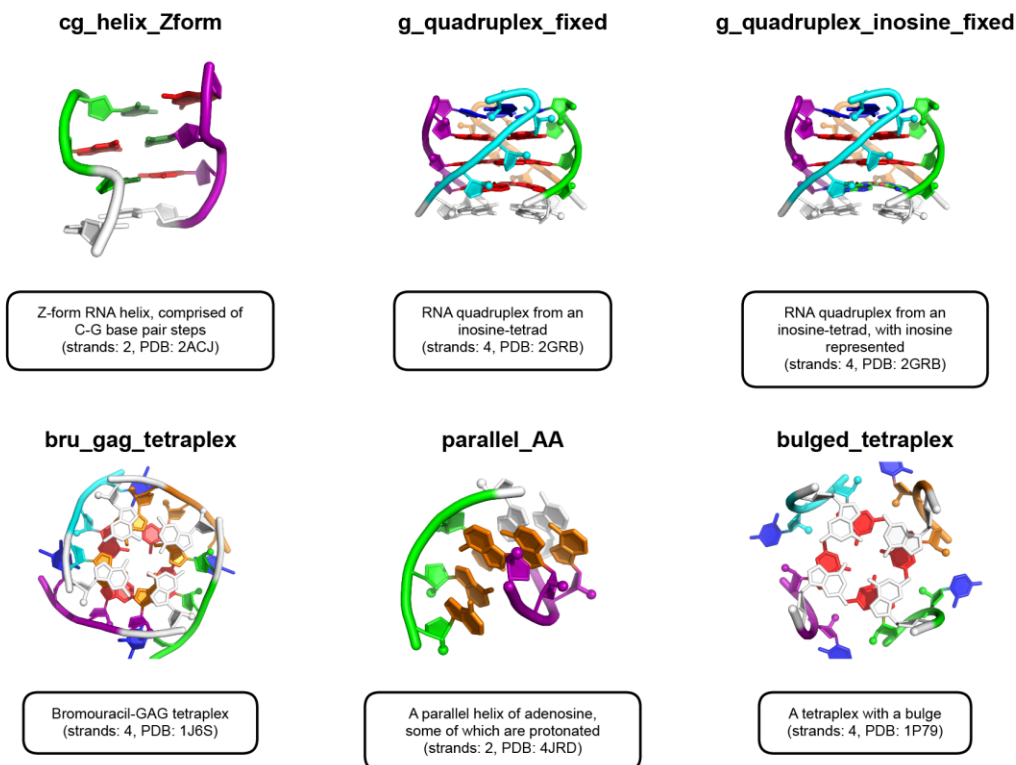 cg_helix_Zform
g_quadruplex_fixed
g_quadruplex_inosine_fixed
Z-form RNA helix, comprised of
C-G base pair steps
(strands: 2, PDB: 2ACJ)
RNA quadruplex from an
inosine-tetrad
(strands: 4, PDB: 2GRB)
RNA quadruplex from an
inosine-tetrad, with inosine
represented
(strands: 4, PDB: 2GRB)
bru_gag_tetraplex
parallel_AA
bulged_tetraplex
Bromouracil-GAG tetraplex
(strands: 4, PDB: 1J6S)
A parallel helix of adenosine,
some of which are protonated
(strands: 2, PDB: 4JRD)
A tetraplex with a bulge
(strands: 4, PDB: 1P79)